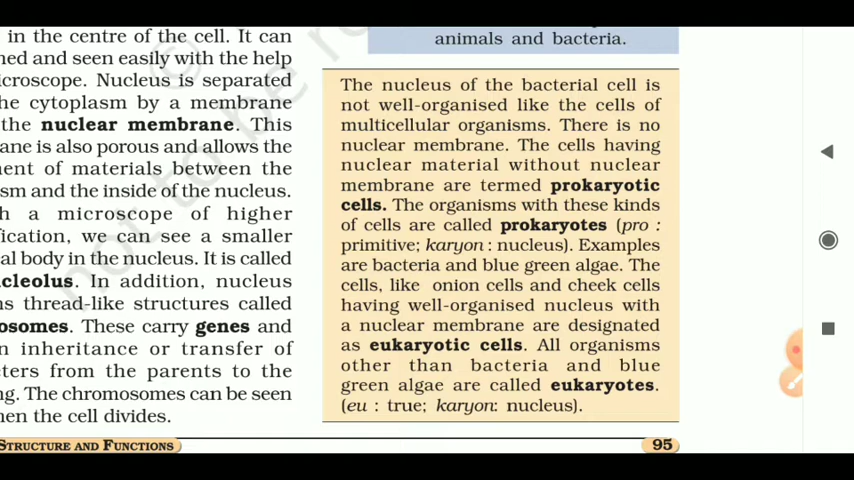 in the centre of the cell. It can
ned and seen easily with the help
icroscope. Nucleus is separated
he cytoplasm by a membrane
the nuclear membrane. This
ane is also porous and allows the
ent of materials between the
sm and the inside of the nucleus.
h a microscope of higher
fication, we can see a smaller
al body in the nucleus. It is called
cleolus. In addition, nucleus
ns thread-like structures called
osomes. These carry genes and
n inheritance or transfer of
ters from the parents to the
ng. The chromosomes can be seen
hen the cell divides.
animals and bacteria.
The nucleus of the bacterial cell is
not well-organised like the cells of
multicellular organisms. There is no
nuclear membrane. The cells having
nuclear material without nuclear
membrane are termed prokaryotic
cells. The organisms with these kinds
of cells are called prokaryotes (pro :
primitive; karyon : nucleus). Examples
are bacteria and blue green algae. The
cells, like onion cells and cheek cells
having well-organised nucleus with
a nuclear membrane are designated
as eukaryotic cells. All organisms
other than bacteria and blue
green algae are called eukaryotes.
(eu : true; karyon: nucleus).
STRUCTURE AND FUNCTIONS
95
not to be re
©